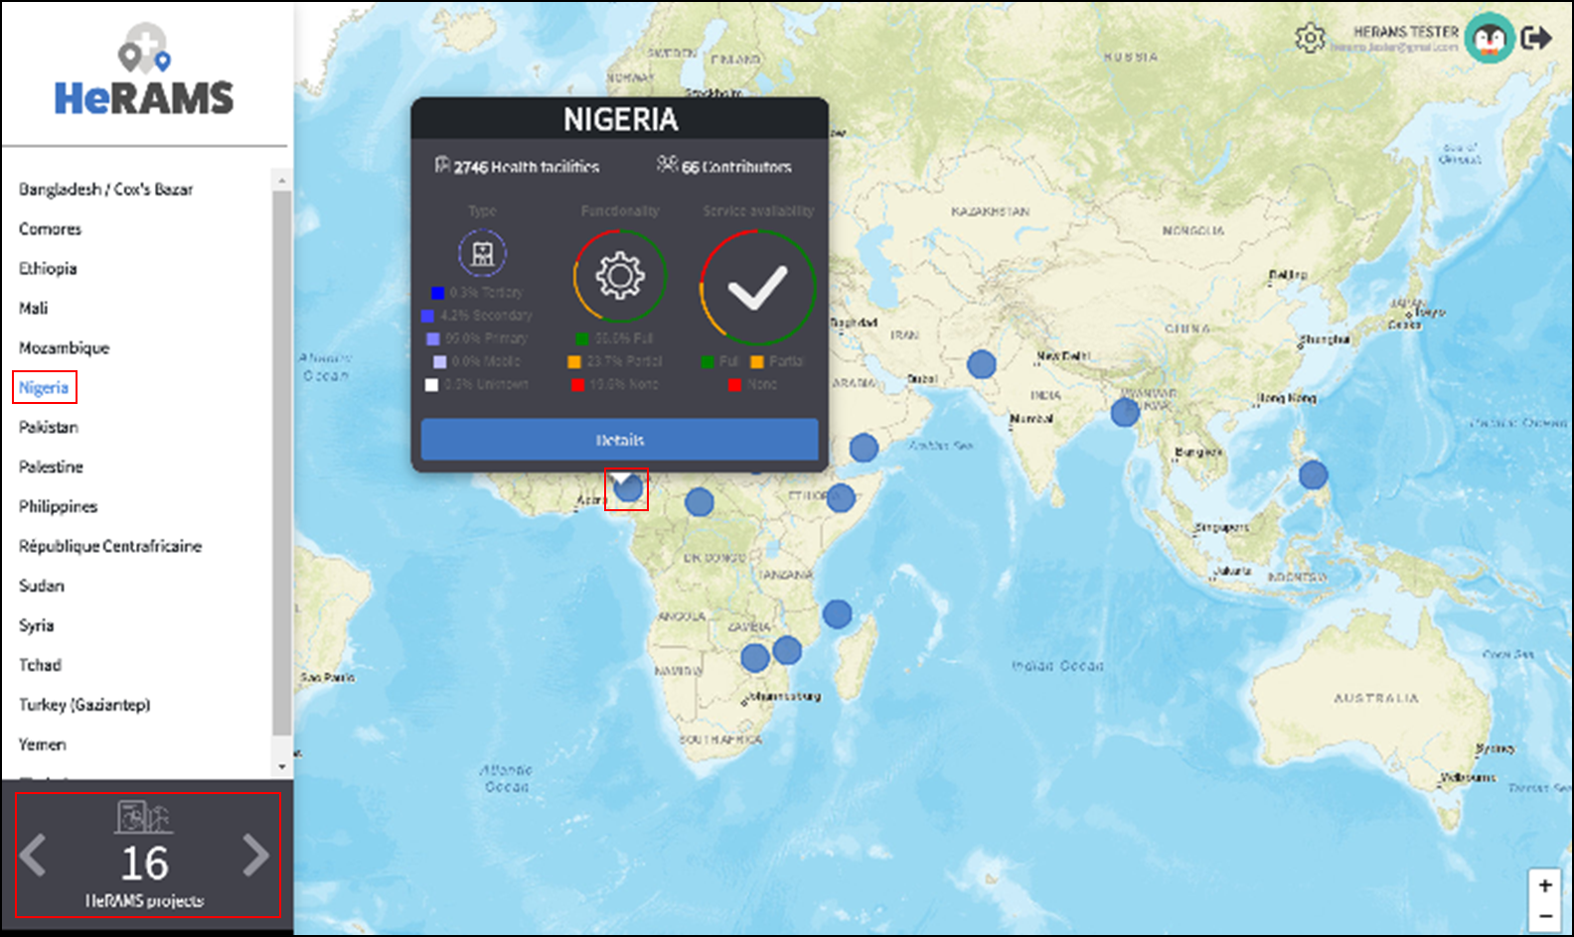 HeRAMS
Bangladesh / Cox's Bazar
Comores
Ethiopia
Mali
Mozambique
Nigeria
Pakistan
Palestine
Philippines
République Centrafricaine
Sudan
Syria
Tchad
Turkey (Gaziantep)
Yemen
16
HeRAMS projects
HERAMS TESTER
NIGERIA
2746 Health facilities
66 Contributors
Type
Functionality
Service availability
0.3% Tertiary
4.2% Secondary
95.0% Primary
0.0% Mobile
0.5% Unknown
Full
23.7% Partial
None
Full
Partial
None
Details
SWEDEN
FINLAND
NORWAY
Stockholm
RUSSIA
Sea of
Okhotsk
KAZAKHSTAN
MONGOLIA
Beijing
JAPAN
Tokyo
Osaka
CHINA
Shanghai
Baghdad
IRAN
New Delhi
ARABIA
Dubai
INDIA
MYANMAR
Hong Kong
Mumbai
Atlantic
Ocean
Arabian Sea
Bangkok
Accra
ETHIOPIA
Singapore
DR CONGO
TANZANIA
Jakarta
INDONESIA
ANGOLA
ZAMBIA
Indian Ocean
Coral Sea
Sao Paulo
NAMIBIA
Johannesburg
AUSTRALIA
SOUTH AFRICA
Sydney
Atlantic
Ocean
Melbourne
Tasman Sea
+
−